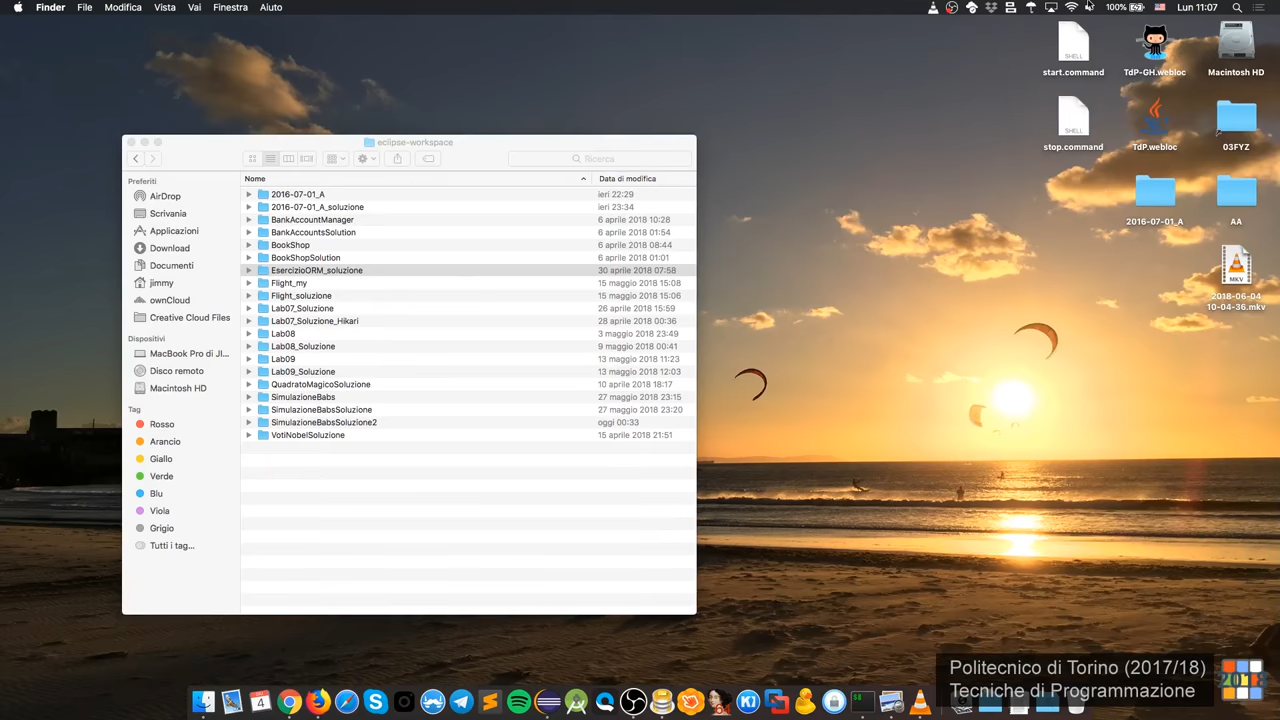 Finder File Modifica Vista Vai Finestra Aiuto 100% Lun 11:07
SHELL
start.command
TdP-GH.webloc
Macintosh HD
SHELL
stop.command
TdP.webloc
03FYZ
2016-07-01_A
AA
MKV
2018-06-04
10-04-36.mkv
eclipse-workspace
Ricerca
Preferiti
AirDrop
Scrivania
Applicazioni
Download
Documenti
jimmy
ownCloud
Creative Cloud Files
Dispositivi
MacBook Pro di JI...
Disco remoto
Macintosh HD
Tag
Rosso
Arancio
Giallo
Verde
Blu
Viola
Grigio
Tutti i tag...
Nome Data di modifica
2016-07-01_A ieri 22:29
2016-07-01_A_soluzione ieri 23:34
BankAccountManager 6 aprile 2018 10:28
BankAccountsSolution 6 aprile 2018 01:54
BookShop 6 aprile 2018 08:44
BookShopSolution 6 aprile 2018 01:01
EsercizioORM_soluzione 30 aprile 2018 07:58
Flight_my 15 maggio 2018 15:08
Flight_soluzione 15 maggio 2018 15:06
Lab07_Soluzione 26 aprile 2018 15:59
Lab07_Soluzione_Hikari 28 aprile 2018 00:36
Lab08 3 maggio 2018 23:49
Lab08_Soluzione 9 maggio 2018 00:41
Lab09 13 maggio 2018 11:23
Lab09_Soluzione 13 maggio 2018 12:03
QuadratoMagicoSoluzione 10 aprile 2018 18:17
SimulazioneBabs 27 maggio 2018 23:15
SimulazioneBabsSoluzione 27 maggio 2018 23:20
SimulazioneBabsSoluzione2 oggi 00:33
VotiNobelSoluzione 15 aprile 2018 21:51
Politecnico di Torino (2017/18)
Tecniche di Programmazione
2018
4